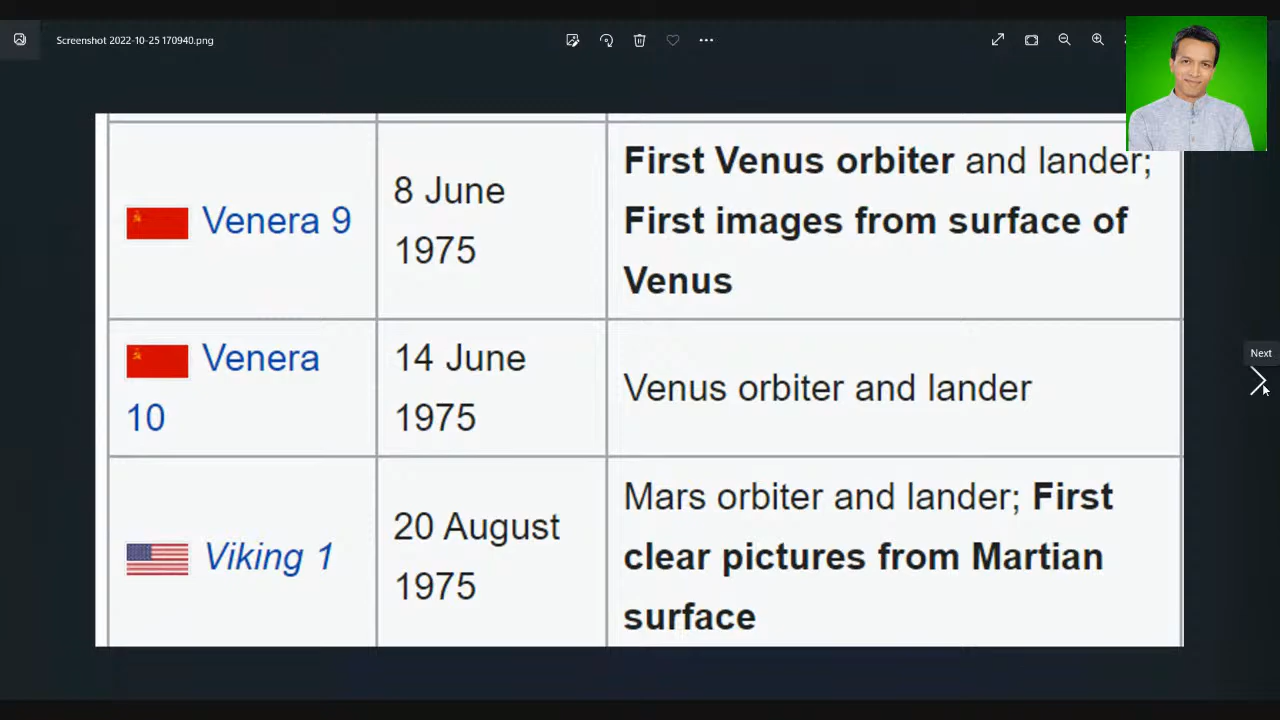 Screenshot 2022-10-25 170940.png
First Venus orbiter and lander;
8 June
Venera 9
First images from surface of
1975
Venus
Venera
14 June
Venus orbiter and lander
10
1975
Next
Mars orbiter and lander; First
20 August
Viking 1
clear pictures from Martian
1975
surface